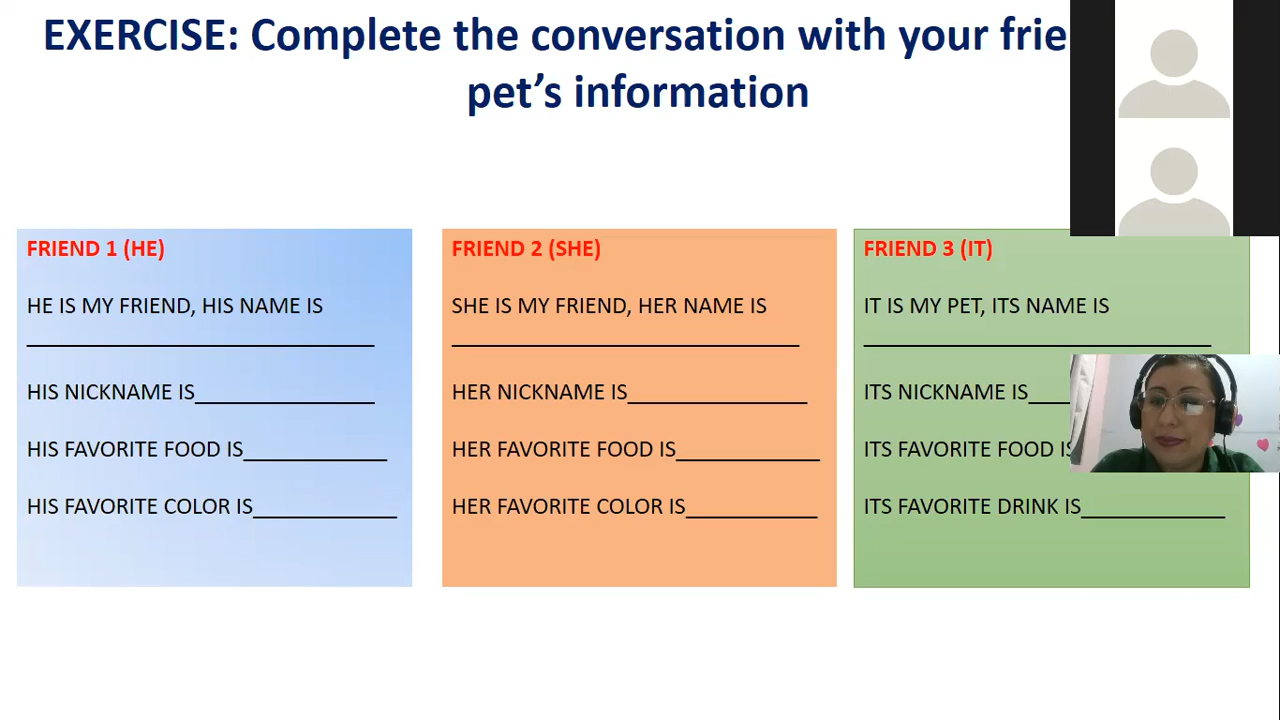 EXERCISE: Complete the conversation with your
pet’s information
FRIEND 1 (HE)
HE IS MY FRIEND, HIS NAME IS
HIS NICKNAME IS
HIS FAVORITE FOOD IS
HIS FAVORITE COLOR IS
FRIEND 2 (SHE)
SHE IS MY FRIEND, HER NAME IS
HER NICKNAME IS
HER FAVORITE FOOD IS
HER FAVORITE COLOR IS
FRIEND 3 (IT)
IT IS MY PET, ITS NAME IS
ITS NICKNAME IS
ITS FAVORITE FOOD IS
ITS FAVORITE DRINK IS